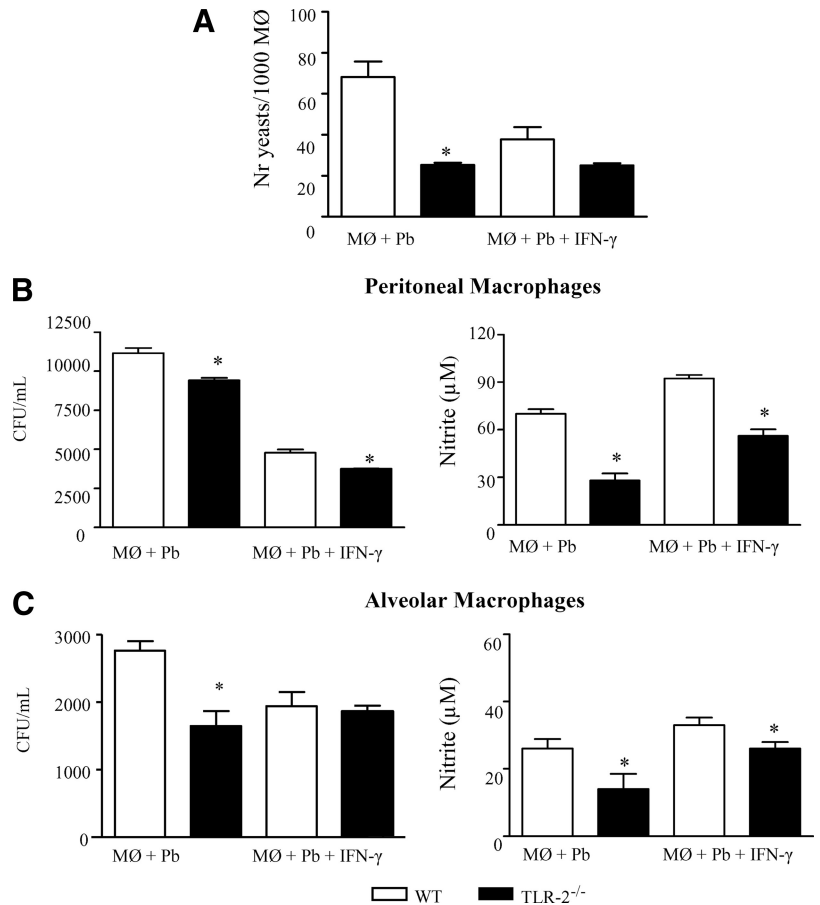 A
Nr yeasts/1000 MØ
100
80
60
40
20
0
*
MØ + Pb
MØ + Pb + IFN-γ
B
Peritoneal Macrophages
CFU/mL
12500
10000
7500
5000
2500
0
*
*
MØ + Pb
MØ + Pb + IFN-γ
Nitrite (µM)
120
90
60
30
0
*
*
MØ + Pb
MØ + Pb + IFN-γ
C
Alveolar Macrophages
CFU/mL
3000
2000
1000
0
*
MØ + Pb
MØ + Pb + IFN-γ
Nitrite (µM)
60
40
20
0
*
*
MØ + Pb
MØ + Pb + IFN-γ
WT
TLR-2-/-